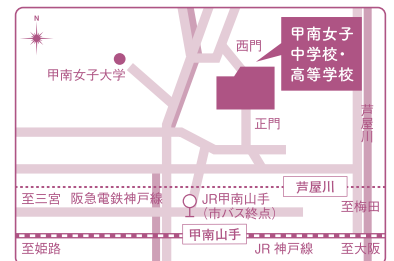 N
西門
甲南女子
中学校・
高等学校
甲南女子大学
芦屋川
正門
芦屋川
至三宮
阪急電鉄神戸線
JR甲南山手
（市バス終点）
至梅田
甲南山手
至姫路
JR 神戸線
至大阪